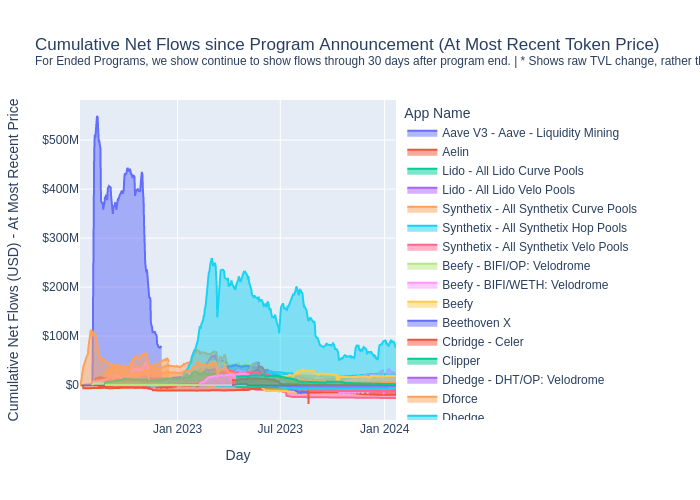 Cumulative Net Flows since Program Announcement (At Most Recent Token Price)
For Ended Programs, we show continue to show flows through 30 days after program end. | * Shows raw TVL change, rather th
Cumulative Net Flows (USD) - At Most Recent Price
$500M
$400M
$300M
$200M
$100M
$0
Jan 2023
Jul 2023
Jan 2024
Day
App Name
Aave V3 - Aave - Liquidity Mining
Aelin
Lido - All Lido Curve Pools
Lido - All Lido Velo Pools
Synthetix - All Synthetix Curve Pools
Synthetix - All Synthetix Hop Pools
Synthetix - All Synthetix Velo Pools
Beefy - BIFI/OP: Velodrome
Beefy - BIFI/WETH: Velodrome
Beefy
Beethoven X
Cbridge - Celer
Clipper
Dhedge - DHT/OP: Velodrome
Dforce
Dhedge